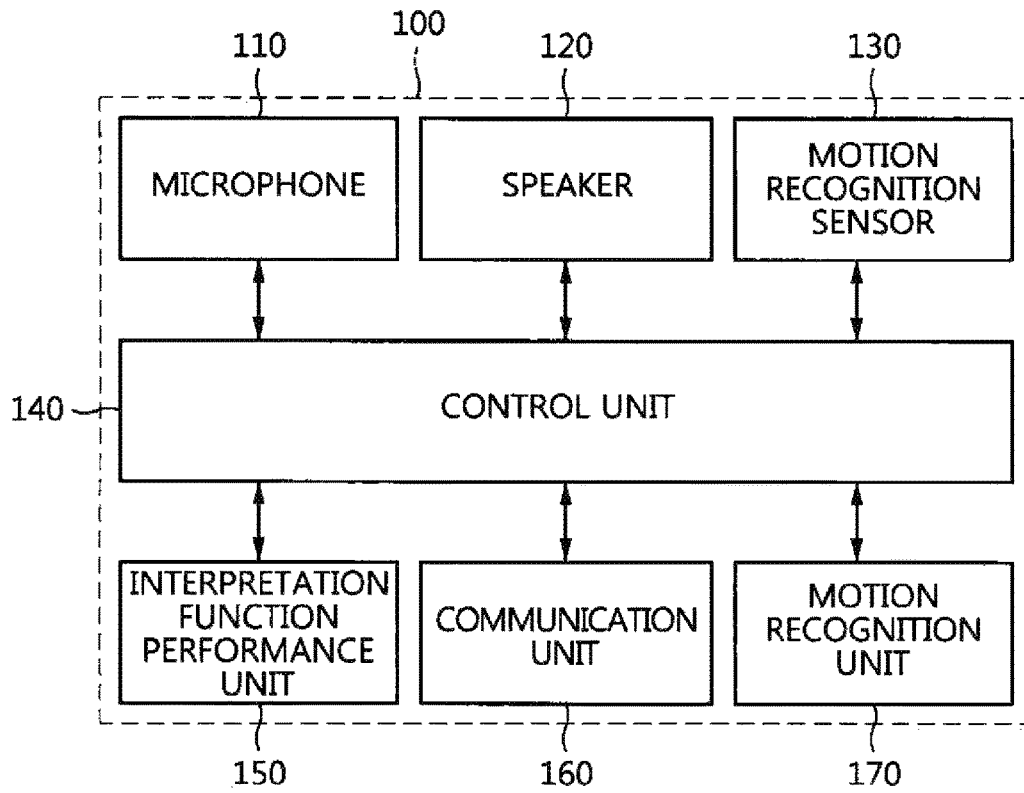 100
110
120
130
MICROPHONE
SPEAKER
MOTION
RECOGNITION
SENSOR
140
CONTROL UNIT
INTERPRETATION
FUNCTION
PERFORMANCE
UNIT
COMMUNICATION
UNIT
MOTION
RECOGNITION
UNIT
150
160
170